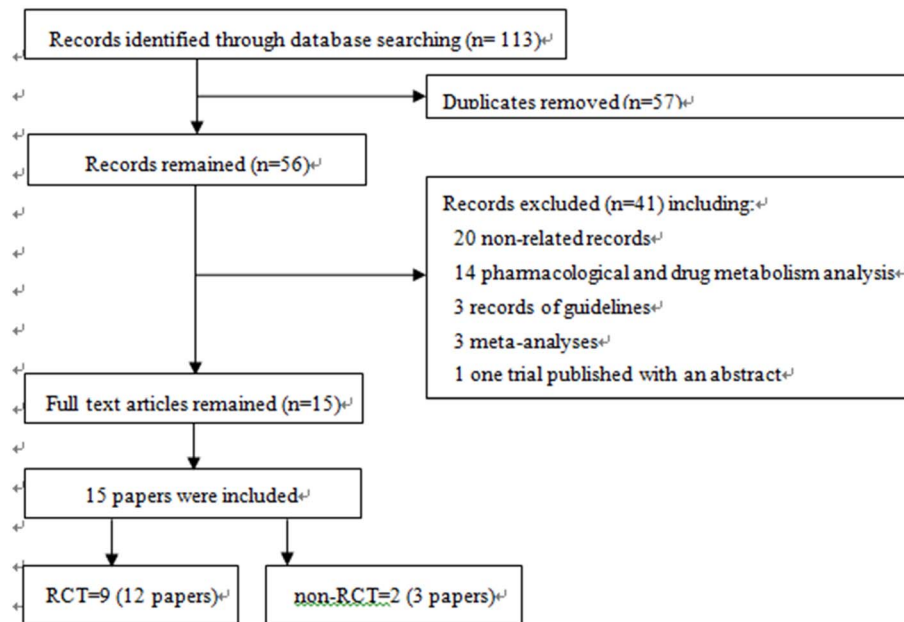 Records identified through database searching (n= 113)↵
Duplicates removed (n=57)↵
Records remained (n=56)↵
Records excluded (n=41) including:↵
20 non-related records↵
14 pharmacological and drug metabolism analysis↵
3 records of guidelines↵
3 meta-analyses↵
1 one trial published with an abstract↵
Full text articles remained (n=15)↵
15 papers were included↵
RCT=9 (12 papers)↵
non-RCT=2 (3 papers)↵